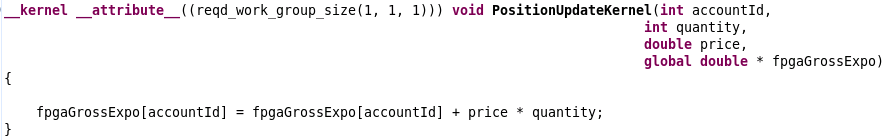 __kernel __attribute__((reqd_work_group_size(1, 1, 1))) void PositionUpdateKernel(int accountId,
int quantity,
double price,
global double * fpgaGrossExpo)
{
fpgaGrossExpo[accountId] = fpgaGrossExpo[accountId] + price * quantity;
}